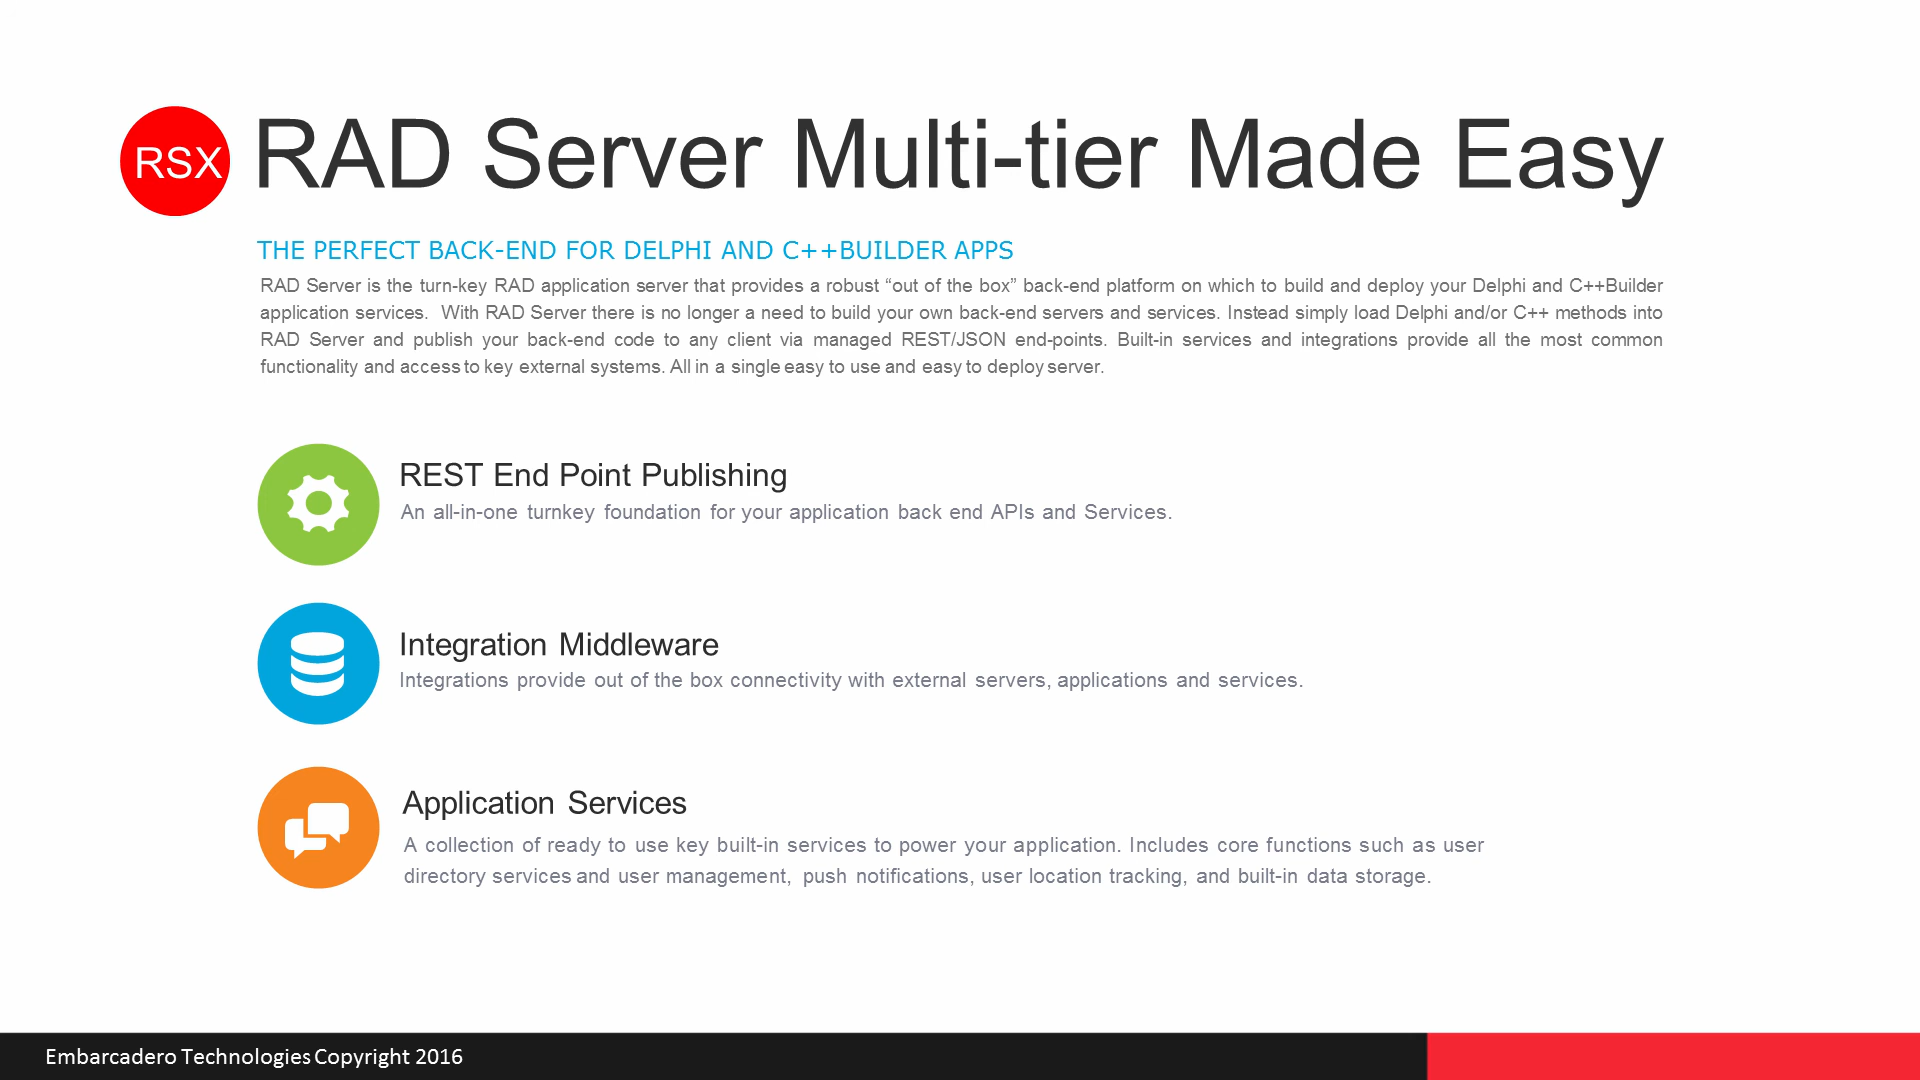 RSX RAD Server Multi-tier Made Easy
THE PERFECT BACK-END FOR DELPHI AND C++BUILDER APPS
RAD Server is the turn-key RAD application server that provides a robust “out of the box” back-end platform on which to build and deploy your Delphi and C++Builder
application services. With RAD Server there is no longer a need to build your own back-end servers and services. Instead simply load Delphi and/or C++ methods into
RAD Server and publish your back-end code to any client via managed REST/JSON end-points. Built-in services and integrations provide all the most common
functionality and access to key external systems. All in a single easy to use and easy to deploy server.
REST End Point Publishing
An all-in-one turnkey foundation for your application back end APIs and Services.
Integration Middleware
Integrations provide out of the box connectivity with external servers, applications and services.
Application Services
A collection of ready to use key built-in services to power your application. Includes core functions such as user
directory services and user management, push notifications, user location tracking, and built-in data storage.
Embarcadero Technologies Copyright 2016